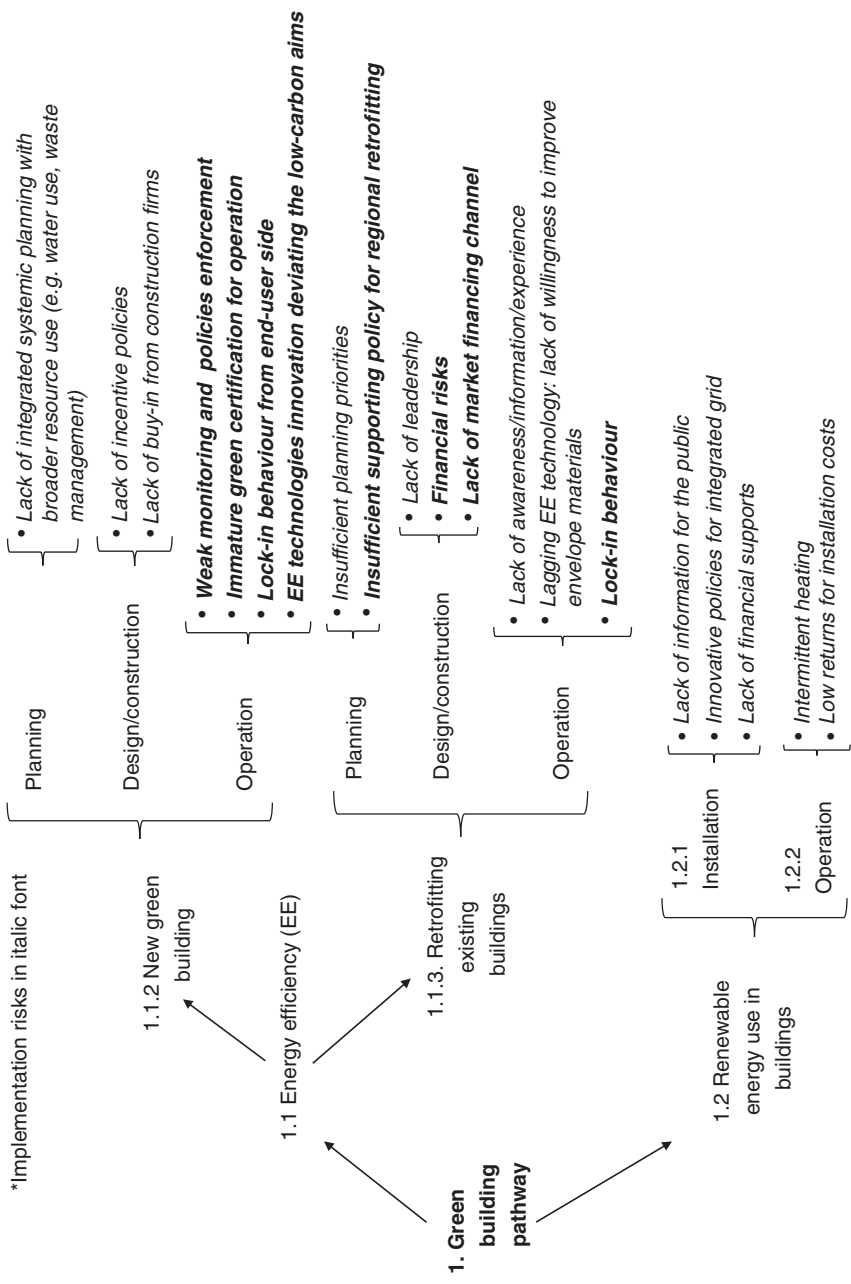 *Implementation risks in italic font
1. Green
building
pathway
1.1 Energy efficiency (EE)
1.1.2 New green
building
Planning
• Lack of integrated systemic planning with
broader resource use (e.g. water use, waste
management)
Design/construction
• Lack of incentive policies
• Lack of buy-in from construction firms
Operation
• Weak monitoring and policies enforcement
• Immature green certification for operation
• Lock-in behaviour from end-user side
• EE technologies innovation deviating the low-carbon aims
1.1.3. Retrofitting
existing
buildings
Planning
• Insufficient planning priorities
• Insufficient supporting policy for regional retrofitting
Design/construction
• Lack of leadership
• Financial risks
• Lack of market financing channel
Operation
• Lack of awareness/information/experience
• Lagging EE technology: lack of willingness to improve
envelope materials
• Lock-in behaviour
1.2 Renewable
energy use in
buildings
1.2.1
Installation
• Lack of information for the public
• Innovative policies for integrated grid
• Lack of financial supports
1.2.2
Operation
• Intermittent heating
• Low returns for installation costs